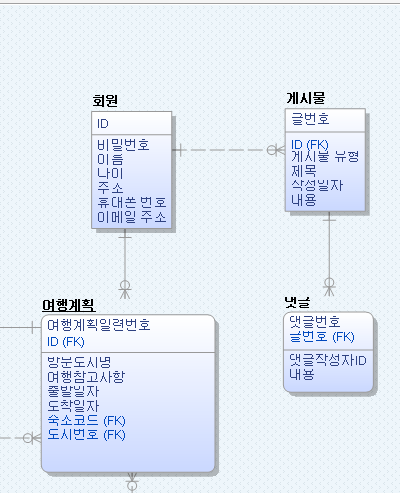 회원
ID
비밀번호
이름
나이
주소
휴대폰 번호
이메일 주소
게시물
글번호
ID (FK)
게시물 유형
제목
작성일자
내용
여행계획
여행계획일련번호
ID (FK)
방문도시명
여행참고사항
출발일자
도착일자
숙소코드 (FK)
도시번호 (FK)
댓글
댓글번호
글번호 (FK)
댓글작성자ID
내용